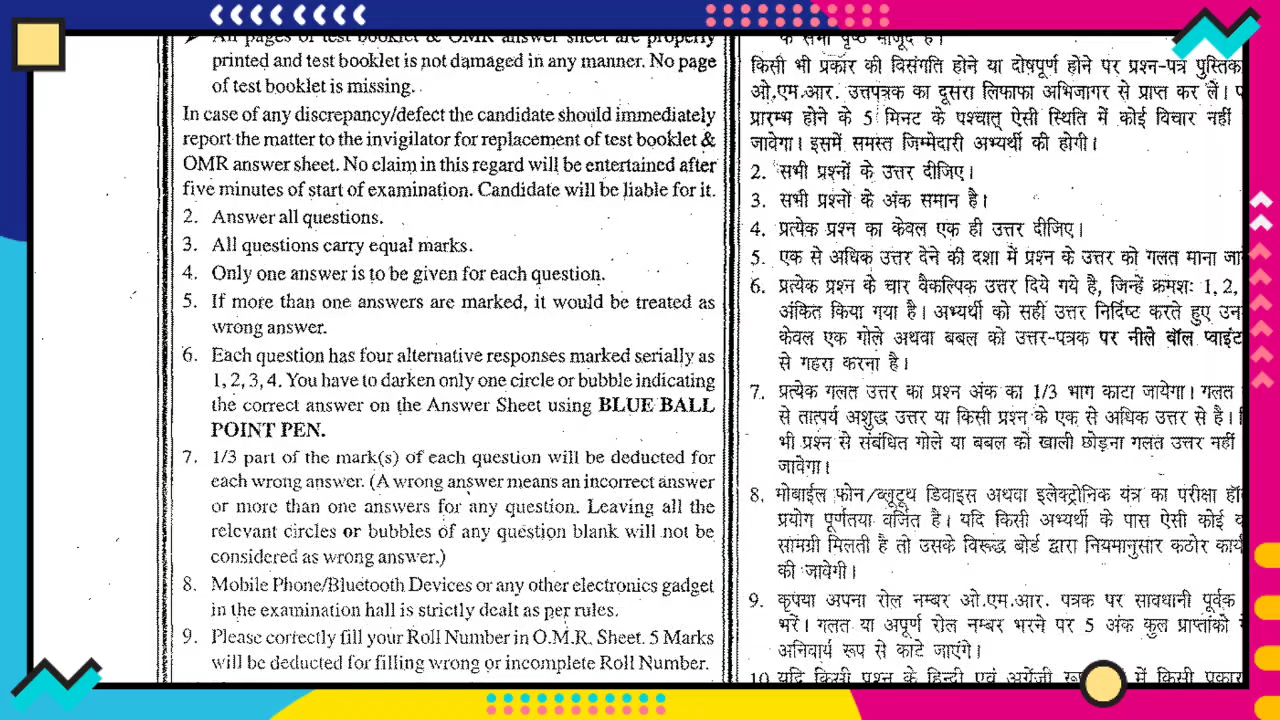 All pages of test booklet & OMR answer sheet are properly
printed and test booklet is not damaged in any manner. No page
of test booklet is missing.
In case of any discrepancy/defect the candidate should immediately
report the matter to the invigilator for replacement of test booklet &
OMR answer sheet. No claim in this regard will be entertained after
five minutes of start of examination. Candidate will be liable for it.
2. Answer all questions.
3. All questions carry equal marks.
4. Only one answer is to be given for each question.
5. If more than one answers are marked, it would be treated as
wrong answer.
6. Each question has four alternative responses marked serially as
1, 2, 3, 4. You have to darken only one circle or bubble indicating
the correct answer on the Answer Sheet using BLUE BALL
POINT PEN.
7. 1/3 part of the mark(s) of each question will be deducted for
each wrong answer. (A wrong answer means an incorrect answer
or more than one answers for any question. Leaving all the
relevant circles or bubbles of any question blank will not be
considered as wrong answer.)
8. Mobile Phone/Bluetooth Devices or any other electronics gadget
in the examination hall is strictly dealt as per rules.
9. Please correctly fill your Roll Number in O.M.R. Sheet. 5 Marks
will be deducted for filling wrong or incomplete Roll Number.
के सभी पृष्ठ मौजूद है।
किसी भी प्रकार की विसंगति होने या दोषपूर्ण होने पर प्रश्न-पत्र पुस्तिका
ओ.एम.आर. उत्तपत्रक का दूसरा लिफाफा अभिजागर से प्राप्त कर लें।
प्रारम्भ होने के 5 मिनट के पश्चात् ऐसी स्थिति में कोई विचार नहीं
जावेगा। इसमें समस्त जिम्मेदारी अभ्यर्थी की होगी।
2. सभी प्रश्नों के उत्तर दीजिए।
3. सभी प्रश्नों के अंक समान है।
4. प्रत्येक प्रश्न का केवल एक ही उत्तर दीजिए।
5. एक से अधिक उत्तर देने की दशा में प्रश्न के उत्तर को गलत माना
6. प्रत्येक प्रश्न के चार वैकल्पिक उत्तर दिये गये है, जिन्हें क्रमशः 1, 2,
अंकित किया गया है। अभ्यर्थी को सही उत्तर निर्दिष्ट करते हुए
केवल एक गोले अथवा बबल को उत्तर-पत्रक पर नीले बॉल प्वाइंट
से गहरा करना है।
7. प्रत्येक गलत उत्तर का प्रश्न अंक का 1/3 भाग काटा जायेगा। गलत
से तात्पर्य अशुद्ध उत्तर या किसी प्रश्न के एक से अधिक उत्तर से है।
भी प्रश्न से संबंधित गोले या बबल को खाली छोड़ना गलत उत्तर नहीं
जावेगा।
8. मोबाईल फोन/ब्लूटूथ डिवाइस अथवा इलेक्ट्रोनिक यंत्र का परीक्षा
प्रयोग पूर्णतया वर्जित है। यदि किसी अभ्यर्थी के पास ऐसी कोई
सामग्री मिलती है तो उसके विरूद्ध बोर्ड द्वारा नियमानुसार कठोर
की जावेगी।
9. कृपया अपना रोल नम्बर ओ.एम.आर. पत्रक पर सावधानी पूर्वक
भरें। गलत या अपूर्ण रोल नम्बर भरने पर 5 अंक कुल प्राप्तांको
अनिवार्य रूप से काटे जाएंगे।
10. यदि किसी प्रश्न के हिन्दी एवं अंग्रेजी में किसी